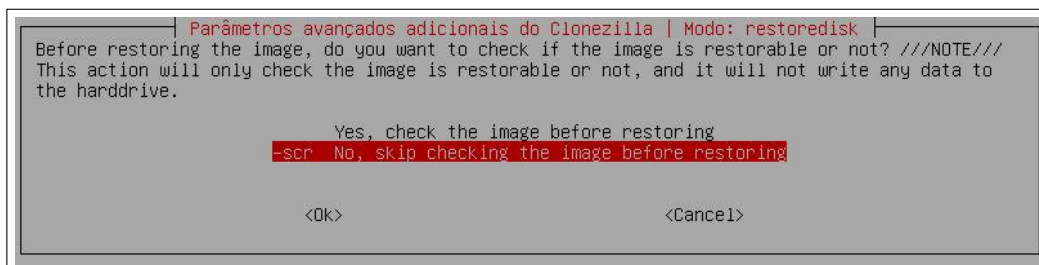 Parâmetros avançados adicionais do Clonezilla | Modo: restoredisk
Before restoring the image, do you want to check if the image is restorable or not? ///NOTE///
This action will only check the image is restorable or not, and it will not write any data to
the harddrive.
Yes, check the image before restoring
-scr No, skip checking the image before restoring
<Ok> <Cancel>